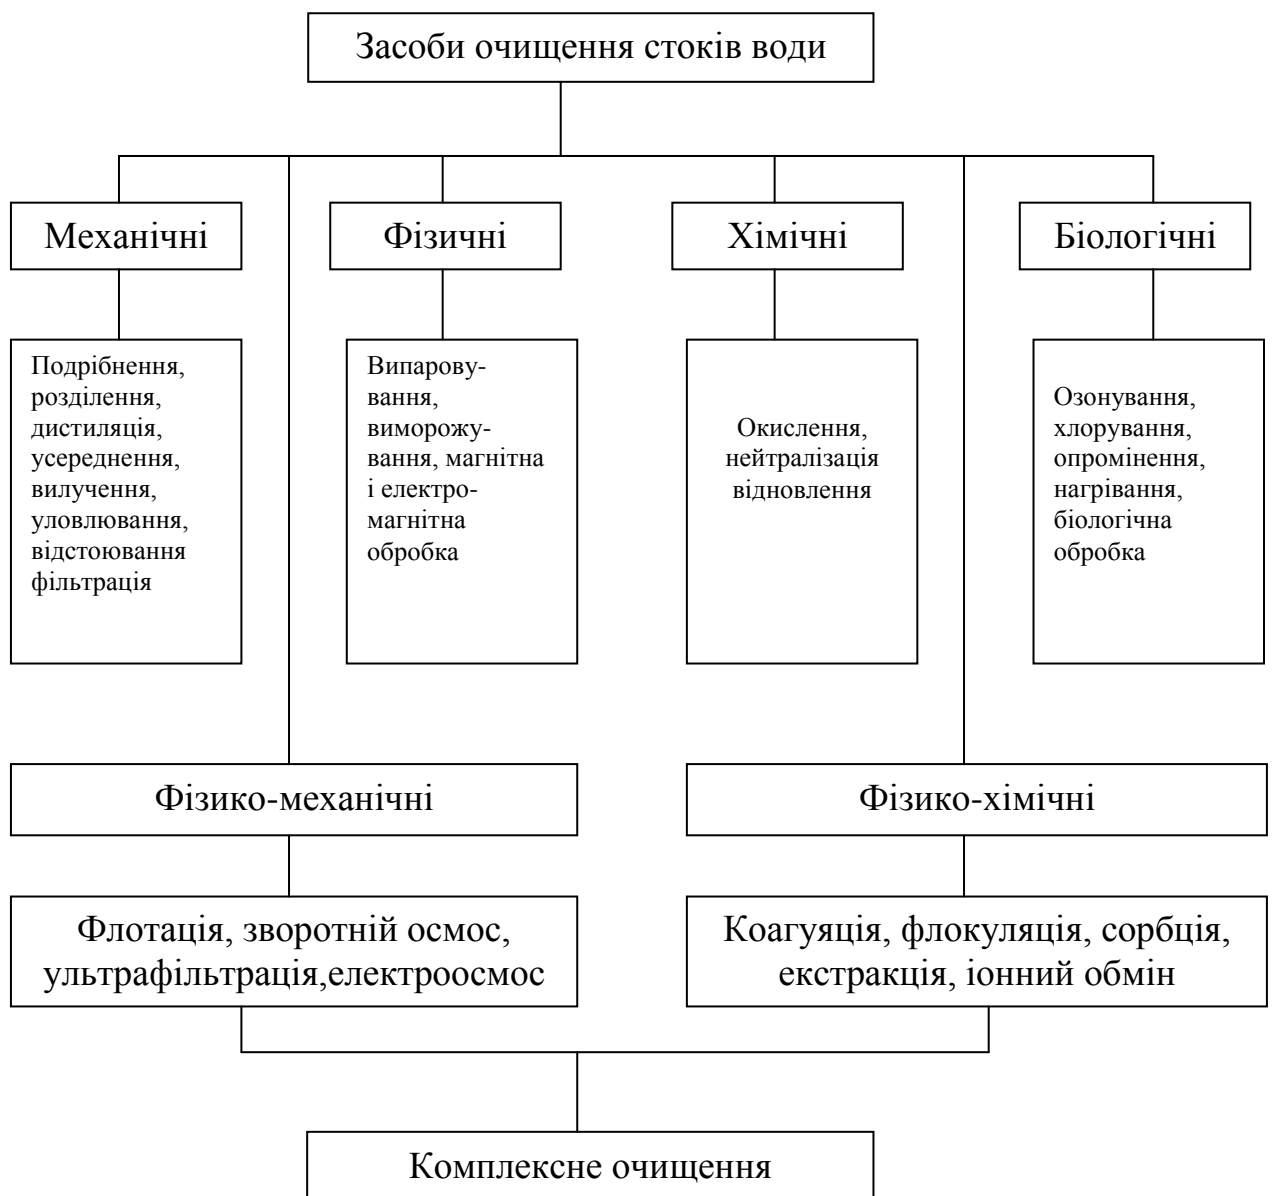 Засоби очищення стоків води
Механічні
Фізичні
Хімічні
Біологічні
Подрібнення,
розділення,
дистиляція,
усереднення,
вилучення,
уловлювання,
відстоювання
фільтрація
Випарову-
вання,
виморожу-
вання, магнітна
і електро-
магнітна
обробка
Окислення,
нейтралізація
відновлення
Озонування,
хлорування,
опромінення,
нагрівання,
біологічна
обробка
Фізико-механічні
Фізико-хімічні
Флотація, зворотній осмос,
ультрафільтрація,електроосмос
Коагуяція, флокуляція, сорбція,
екстракція, іонний обмін
Комплексне очищення